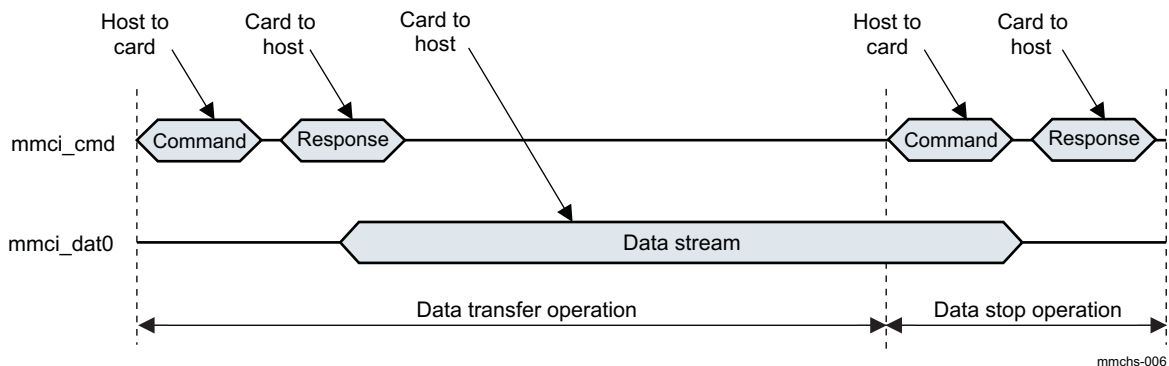 Host to
card
Card to
host
Card to
host
Host to
card
Card to
host
mmci_cmd
Command
Response
Command
Response
mmci_dat0
Data stream
Data transfer operation
Data stop operation
mmchs-006